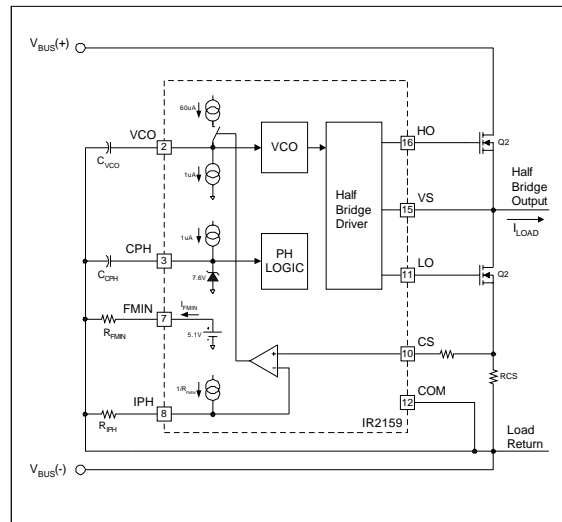 VBUS(+)
60uA
VCO
2
CVCO
1uA
VCO
HO
16
Q2
Half
Bridge
Driver
VS
15
Half
Bridge
Output
ILOAD
1uA
CPH
3
CCPH
7.6V
PH
LOGIC
LO
11
Q2
FMIN
7
IFMIN
RFMIN
5.1V
CS
10
RCS
1/RFMIN
IPH
8
RIPH
COM
12
IR2159
Load
Return
VBUS(-)